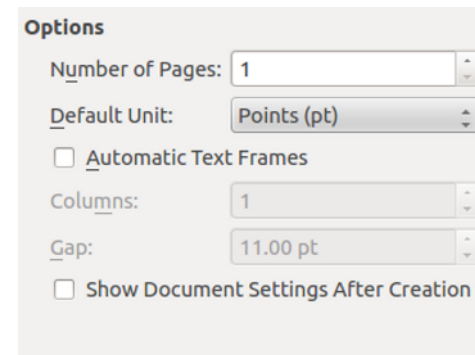 Options
Number of Pages: 1
Default Unit: Points (pt)
Automatic Text Frames
Columns: 1
Gap: 11.00 pt
Show Document Settings After Creation